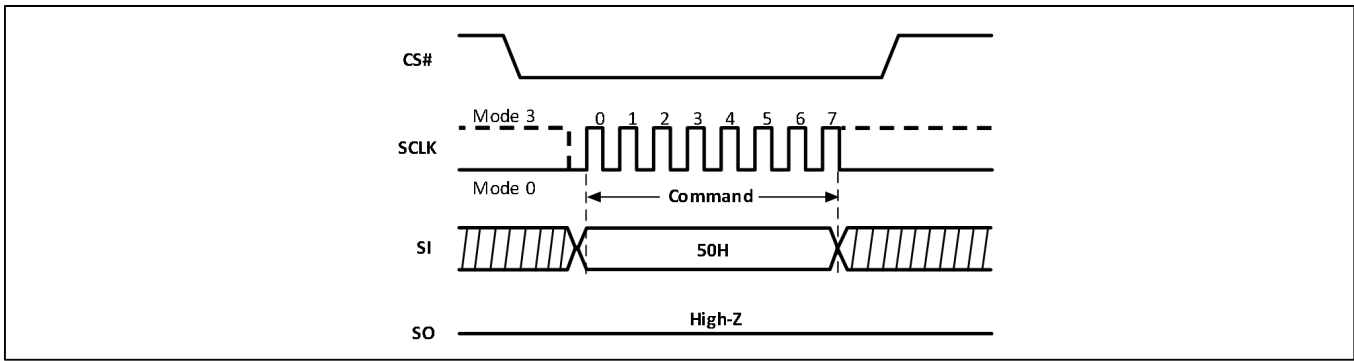 CS#
Mode 3
0 1 2 3 4 5 6 7
SCLK
Mode 0
Command
SI
50H
High-Z
SO